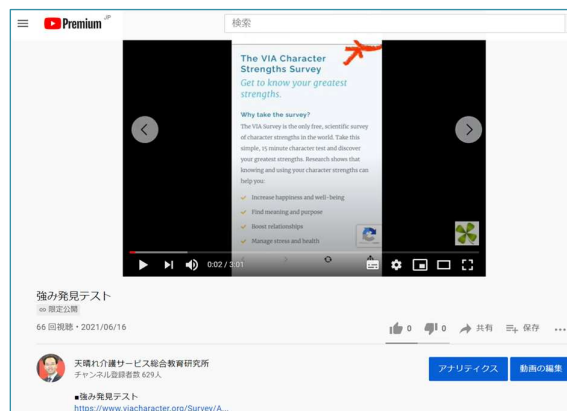 Premium JP
検索
The VIA Character
Strengths Survey
Get to know your greatest
strengths.
Why take the survey?
The VIA Survey is the only free, scientific survey
of character strengths in the world. Take this
simple, 15 minute character test and discover
your greatest strengths. Research shows that
knowing and using your character strengths can
help you:
Increase happiness and well-being
Find meaning and purpose
Boost relationships
Manage stress and health
0:02 / 3:01
強み発見テスト
限定公開
66 回視聴・2021/06/16
0 0 共有 保存 ...
天晴れ介護サービス総合教育研究所
チャンネル登録者数 629人
アナリティクス 動画の編集
■強み発見テスト
https://www.viacharacter.org/Survey/A...